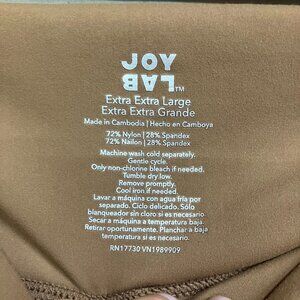 JOY
LAB™
Extra Extra Large
Extra Extra Grande
Made in Cambodia | Hecho en Camboya
72% Nylon | 28% Spandex
72% Nailon | 28% Spandex
Machine wash cold separately.
Gentle cycle.
Only non-chlorine bleach if needed.
Tumble dry low.
Remove promptly.
Cool iron if needed.
Lavar a máquina con agua fría por
separado. Ciclo delicado. Sólo
blanqueador sin cloro si es necesario.
Secar a máquina a temperatura baja.
Retirar oportunamente. Planchar a baja
temperatura si es necesario.
RN17730 VN1989909